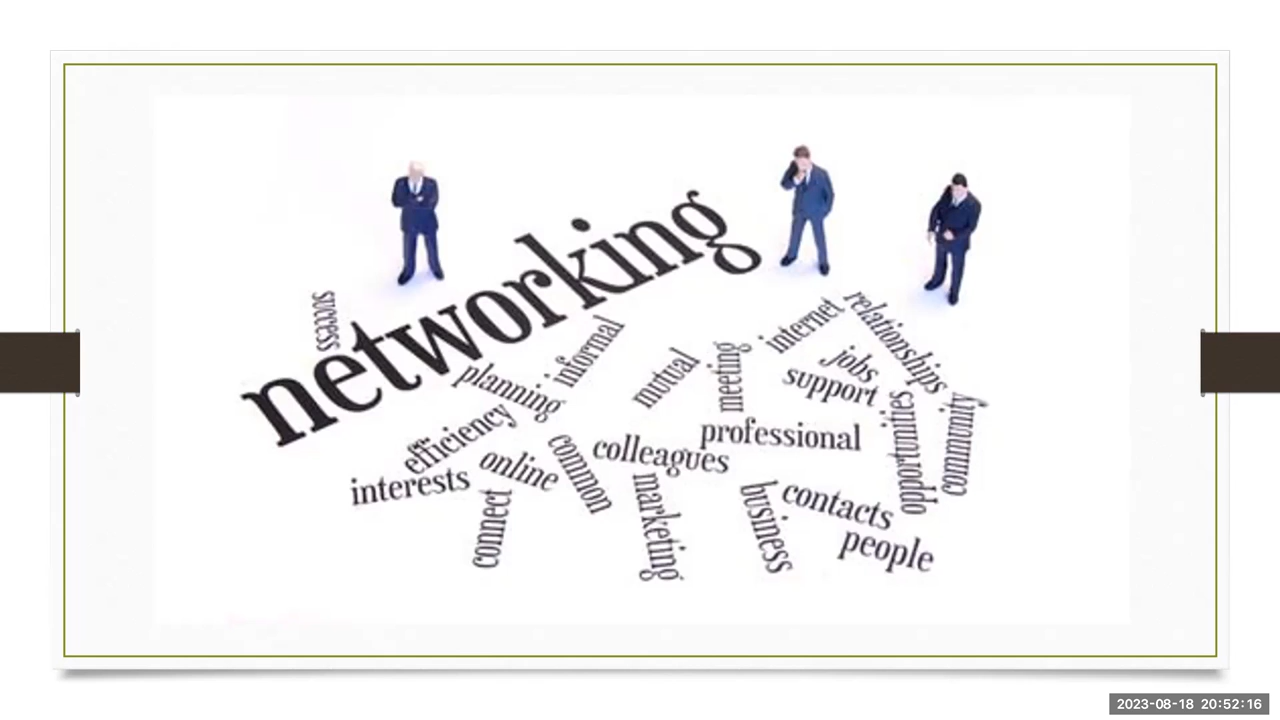 success
networking
informal
planning
efficiency
interests
online
connect
common
mutual
meeting
colleagues
marketing
internet
relationships
jobs
support
professional
opportunities
community
business
contacts
people
2023-08-18 20:52:16